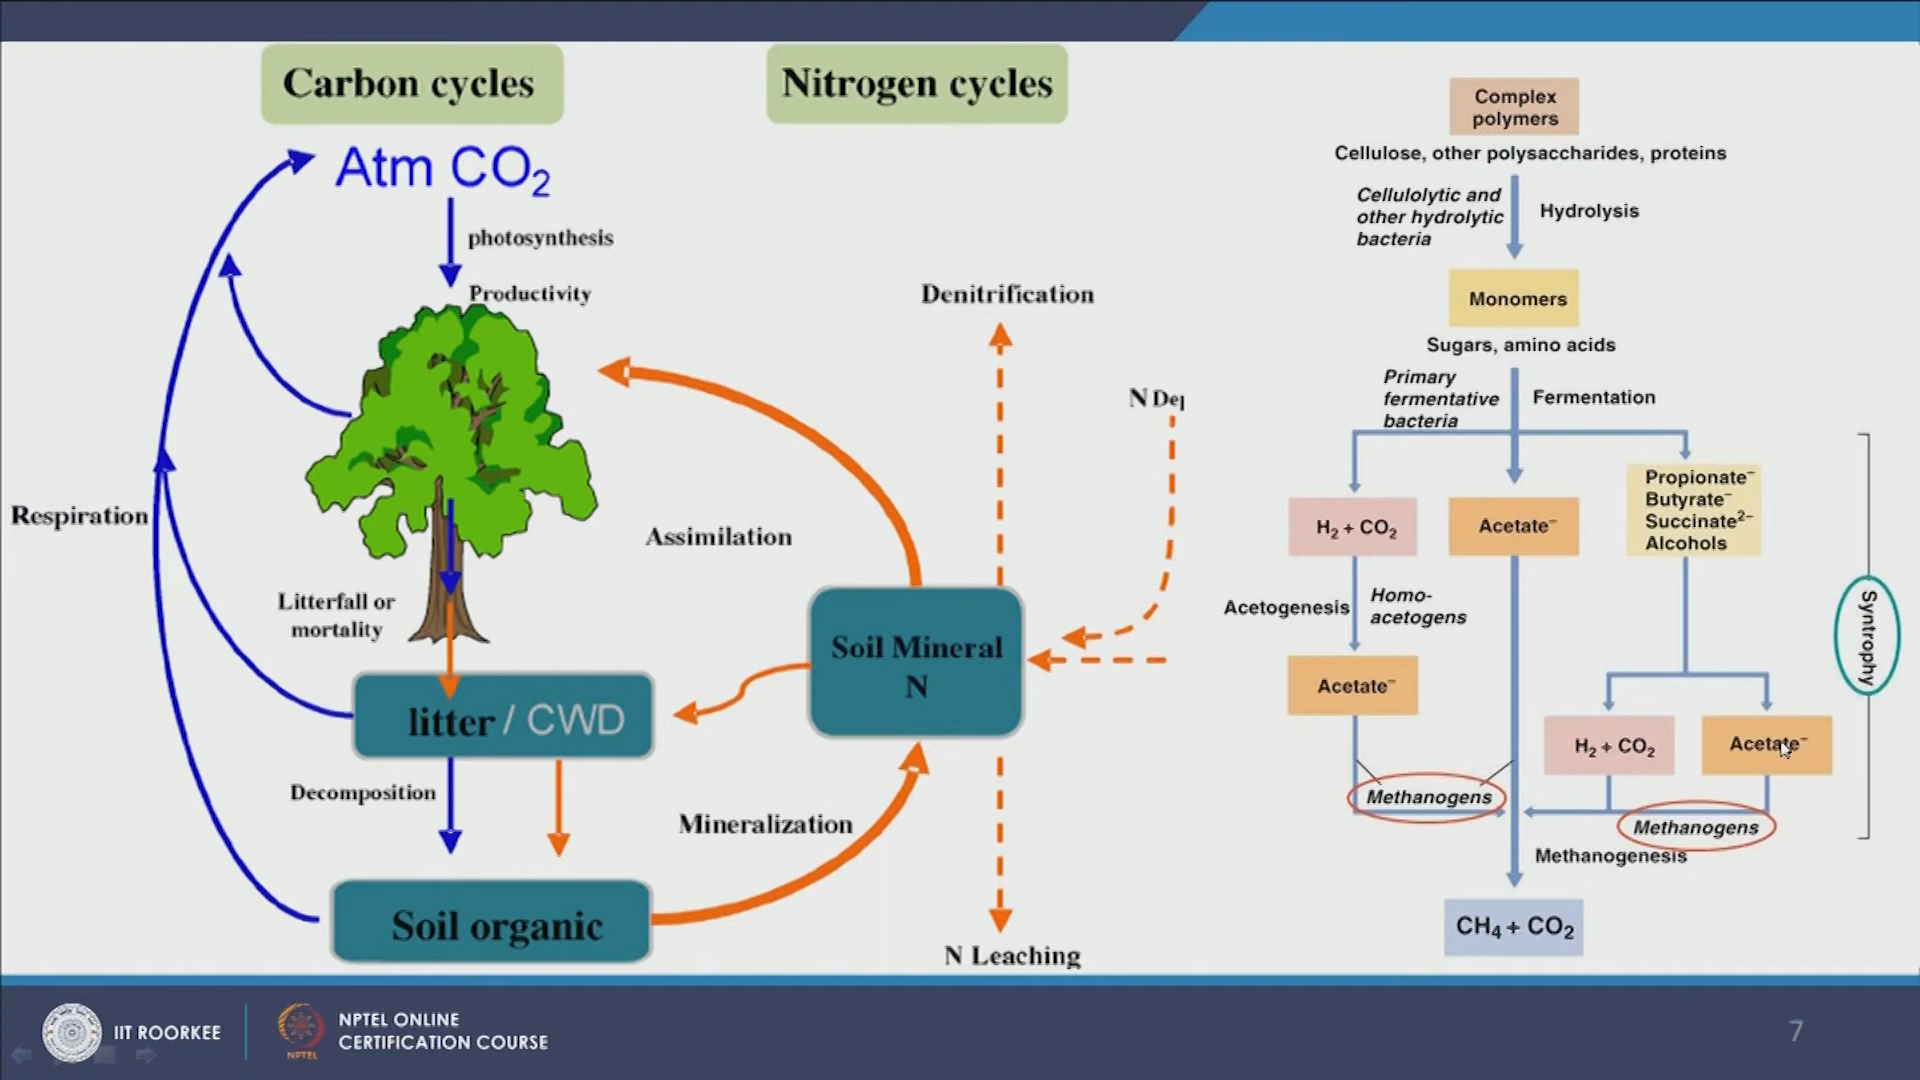 Carbon cycles
Nitrogen cycles
Atm CO₂
photosynthesis
Productivity
Respiration
Litterfall or
mortality
litter / CWD
Decomposition
Soil organic
Assimilation
Mineralization
Soil Mineral
N
Denitrification
N Dep
N Leaching
Complex
polymers
Cellulose, other polysaccharides, proteins
Cellulolytic and
other hydrolytic
bacteria
Hydrolysis
Monomers
Sugars, amino acids
Primary
fermentative
bacteria
Fermentation
H₂ + CO₂
Acetate⁻
Propionate⁻
Butyrate⁻
Succinate²⁻
Alcohols
Acetogenesis
Homo-
acetogens
Acetate⁻
H₂ + CO₂
Acetate⁻
Syntrophy
Methanogens
Methanogens
Methanogenesis
CH₄ + CO₂
IIT ROORKEE
NPTEL
NPTEL ONLINE
CERTIFICATION COURSE
7